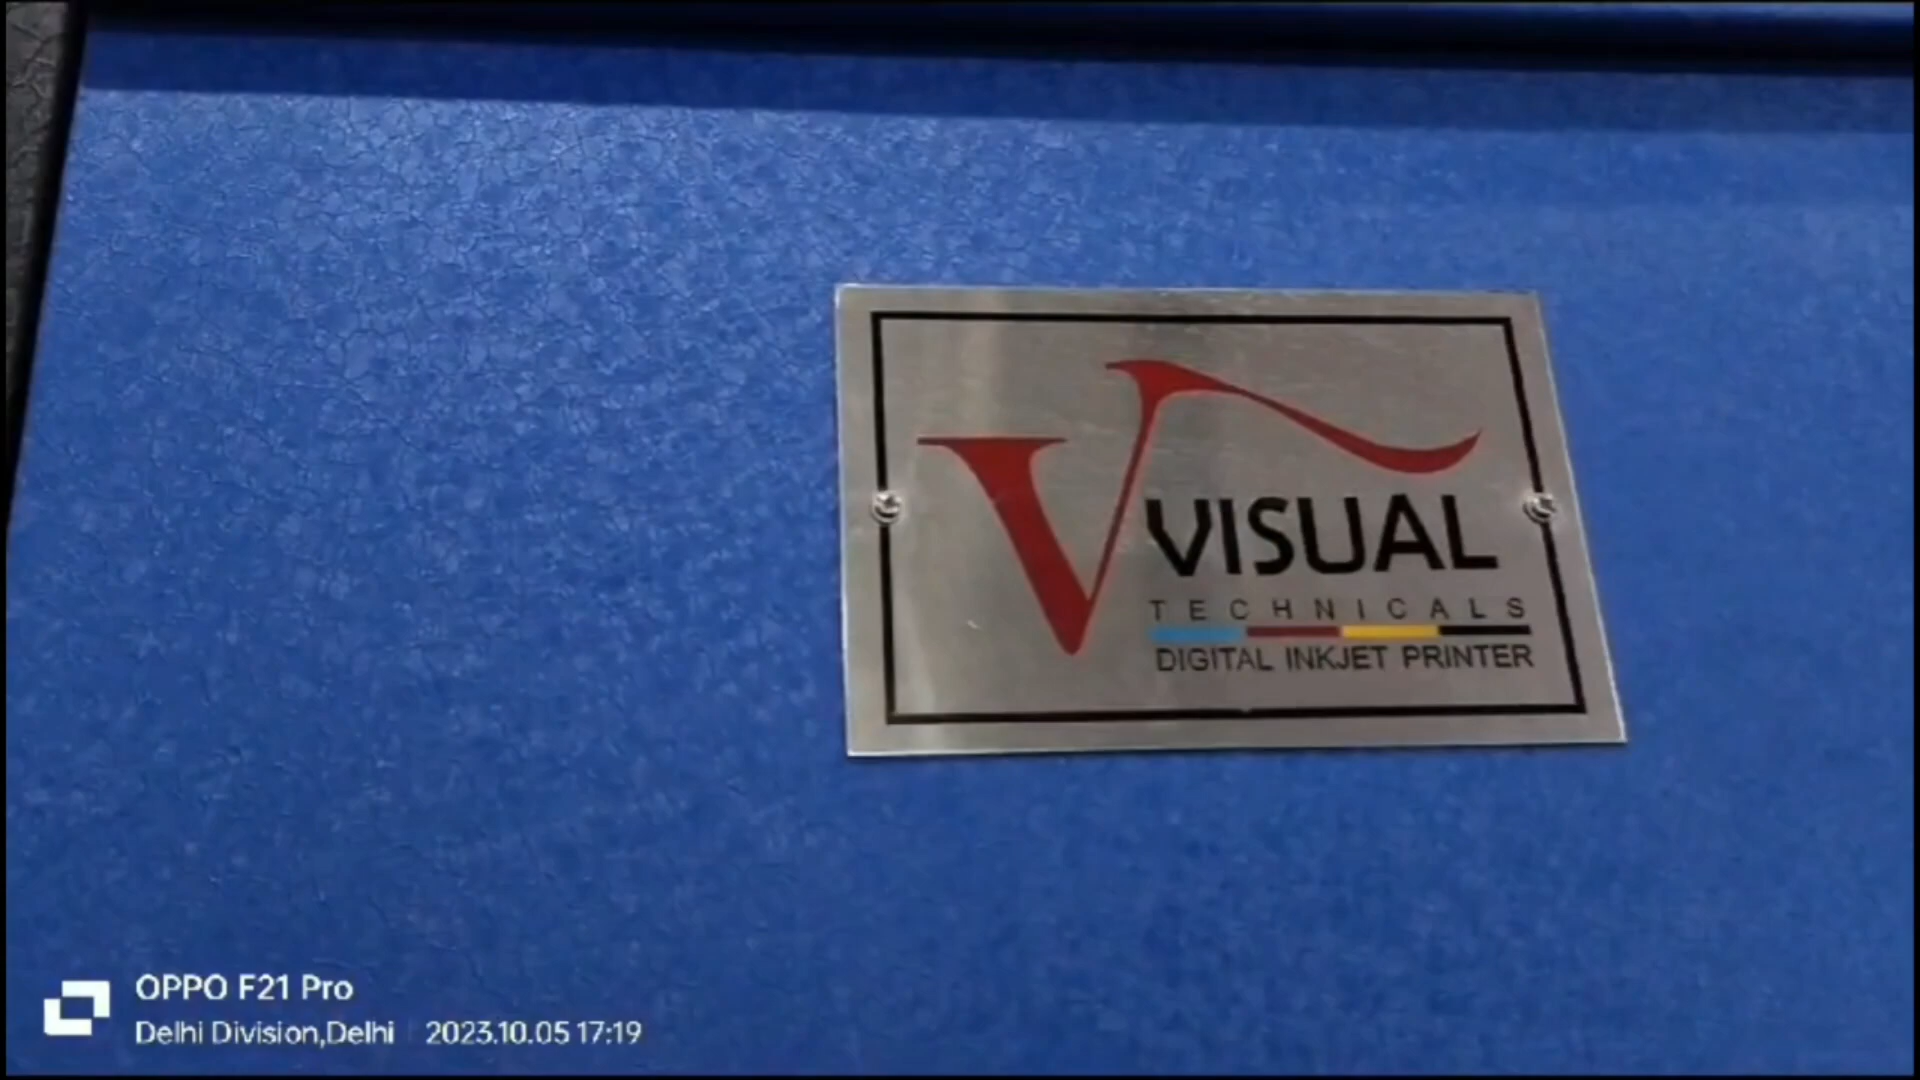 VISUAL
TECHNICALS
DIGITAL INKJET PRINTER
OPPO F21 Pro
Delhi Division,Delhi 2023.10.05 17:19